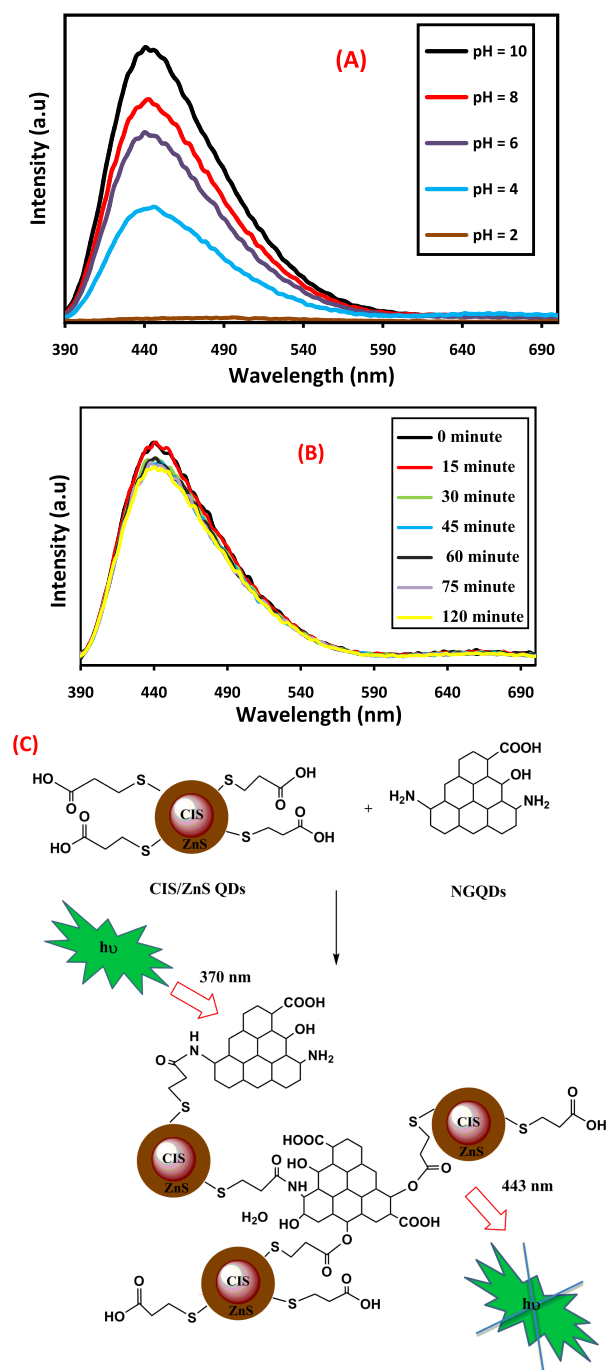 (A)
Intensity (a.u)
pH = 10
pH = 8
pH = 6
pH = 4
pH = 2
390 440 490 540 590 640 690
Wavelength (nm)
(B)
Intensity (a.u)
0 minute
15 minute
30 minute
45 minute
60 minute
75 minute
120 minute
390 440 490 540 590 640 690
Wavelength (nm)
(C)
HO O S S O OH
CIS
ZnS
HO O S S O OH
+
COOH
OH
H₂N NH₂
CIS/ZnS QDs
NGQDs
hυ
370 nm
COOH
OH
NH₂
H
N
O
S
CIS
ZnS
S
O
HN
HOOC
HO
HO
COOH
O
O
S
CIS
ZnS
S
O
OH
443 nm
H₂O
O
O
S
CIS
ZnS
S
O
HO
S
O
OH
hυ